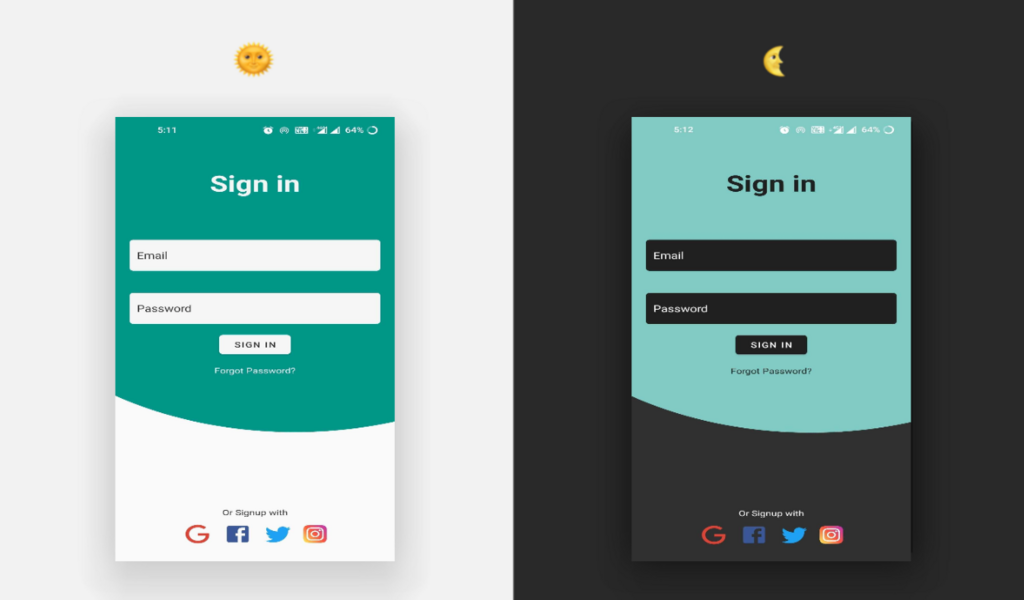 5:11
64%
Sign in
Email
Password
SIGN IN
Forgot Password?
Or Signup with
5:12
64%
Sign in
Email
Password
SIGN IN
Forgot Password?
Or Signup with